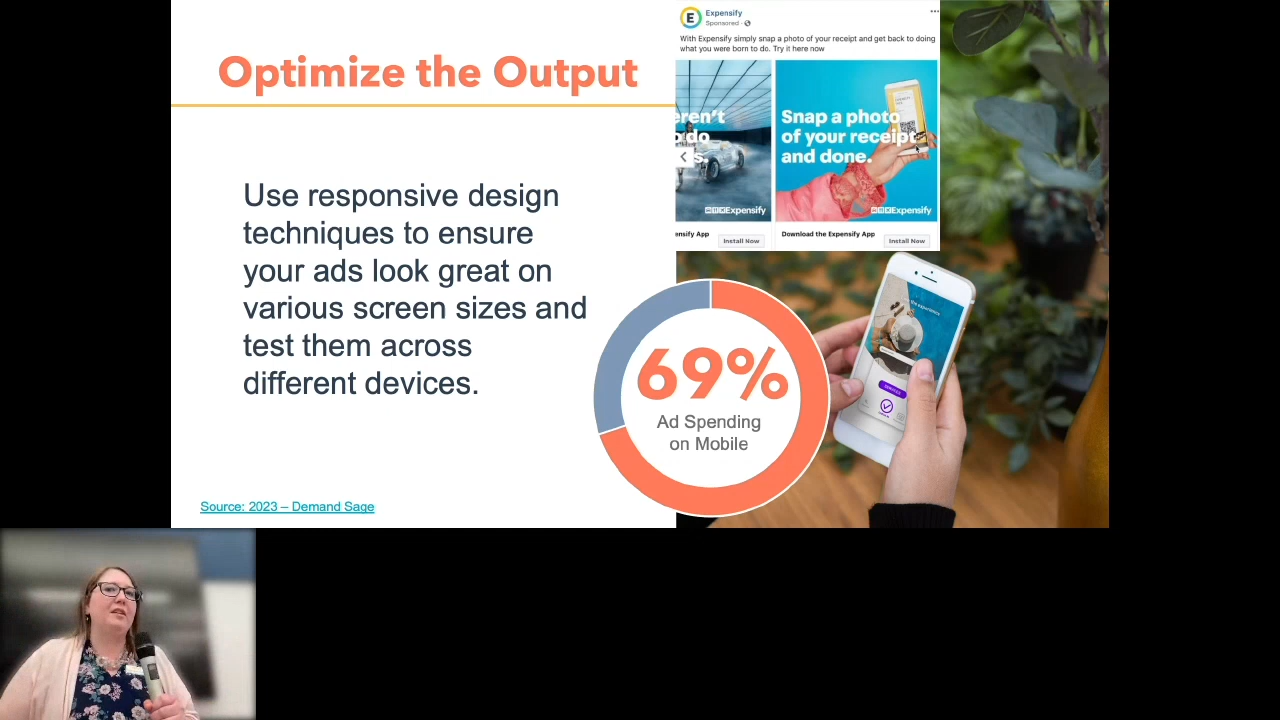 Optimize the Output
Use responsive design
techniques to ensure
your ads look great on
various screen sizes and
test them across
different devices.
Source: 2023 – Demand Sage
Expensify
Sponsored ·
With Expensify simply snap a photo of your receipt and get back to doing
what you were born to do. Try it here now
Snap a photo
of your receipt
and done.
Expensify
Expensify
App
Install Now
Download the Expensify App
Install Now
69%
Ad Spending
on Mobile